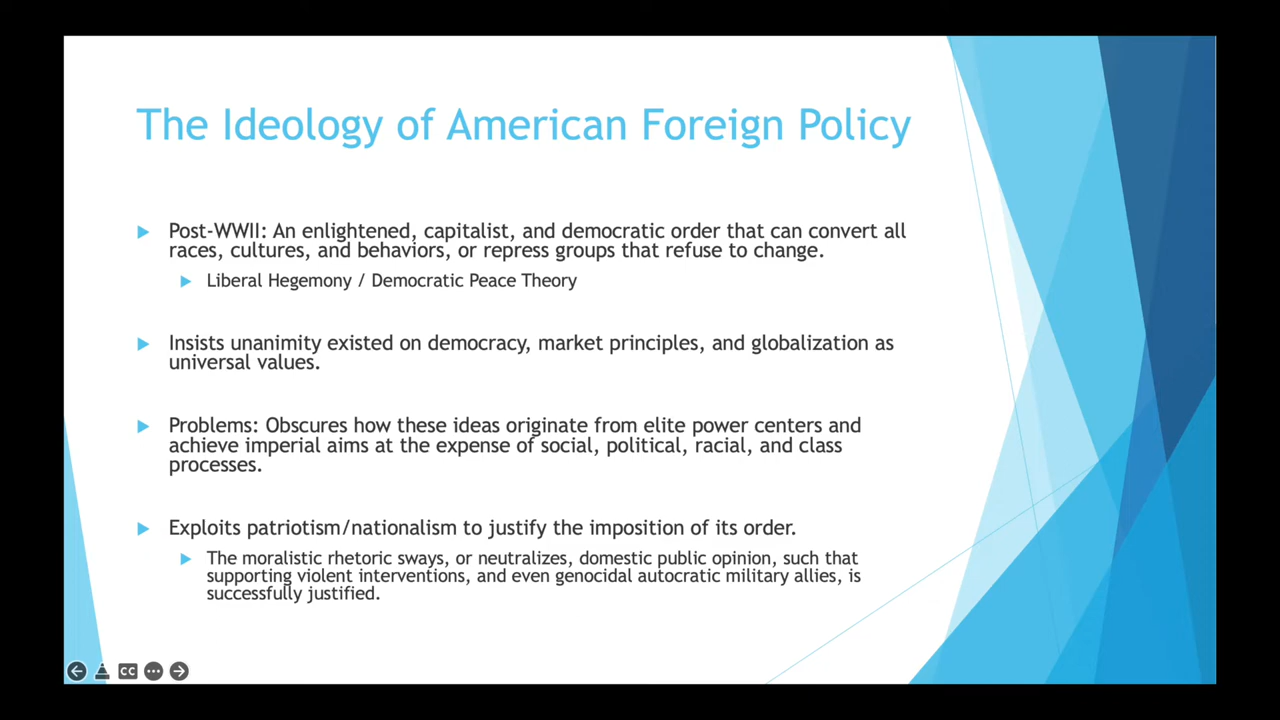 The Ideology of American Foreign Policy
Post-WWII: An enlightened, capitalist, and democratic order that can convert all
races, cultures, and behaviors, or repress groups that refuse to change.
Liberal Hegemony / Democratic Peace Theory
Insists unanimity existed on democracy, market principles, and globalization as
universal values.
Problems: Obscures how these ideas originate from elite power centers and
achieve imperial aims at the expense of social, political, racial, and class
processes.
Exploits patriotism/nationalism to justify the imposition of its order.
The moralistic rhetoric sways, or neutralizes, domestic public opinion, such that
supporting violent interventions, and even genocidal autocratic military allies, is
successfully justified.
CC